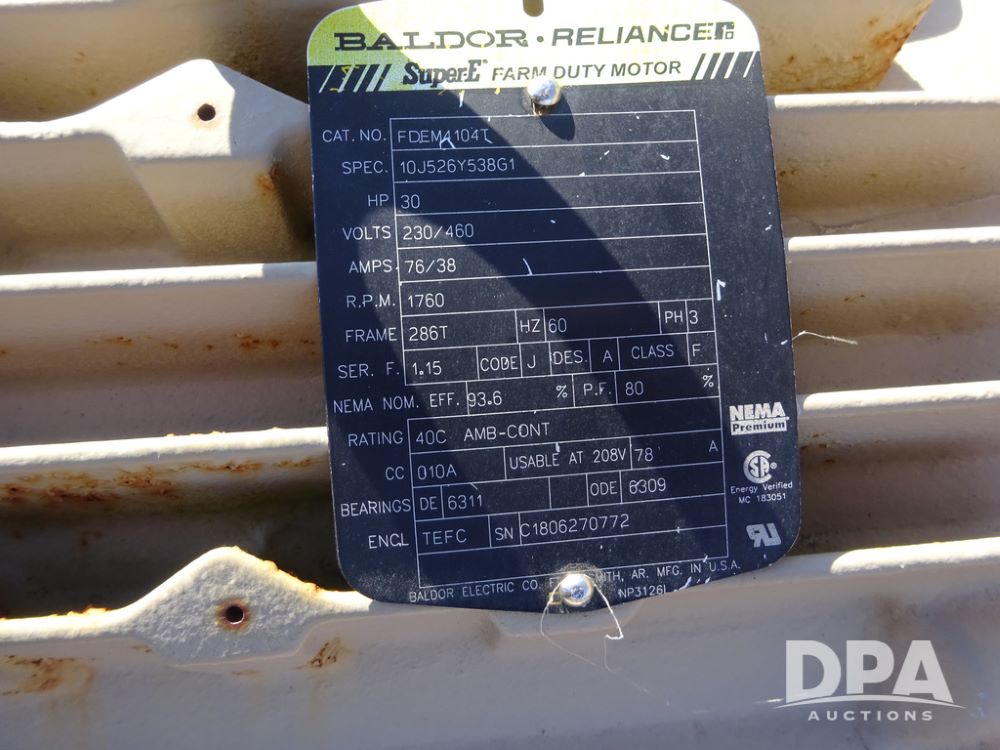 BALDOR • RELIANCE
Super-E FARM DUTY MOTOR
CAT. NO. FDEM4104T
SPEC. 10J526Y538G1
HP 30
VOLTS 230/460
AMPS 76/38
R.P.M. 1760
FRAME 286T HZ 60 PH 3
SER. F. 1.15 CODE J DES. A CLASS F
NEMA NOM. EFF. 93.6 % P.F. 80 %
RATING 40C AMB-CONT
CC 010A USABLE AT 208V 78 A
BEARINGS DE 6311 ODE 6309
ENCL TEFC SN C1806270772
BALDOR ELECTRIC CO. MFG. IN U.S.A.
AR.
NP3126L
NEMA
Premium
Energy Verified
MC 183051
DPA
AUCTIONS